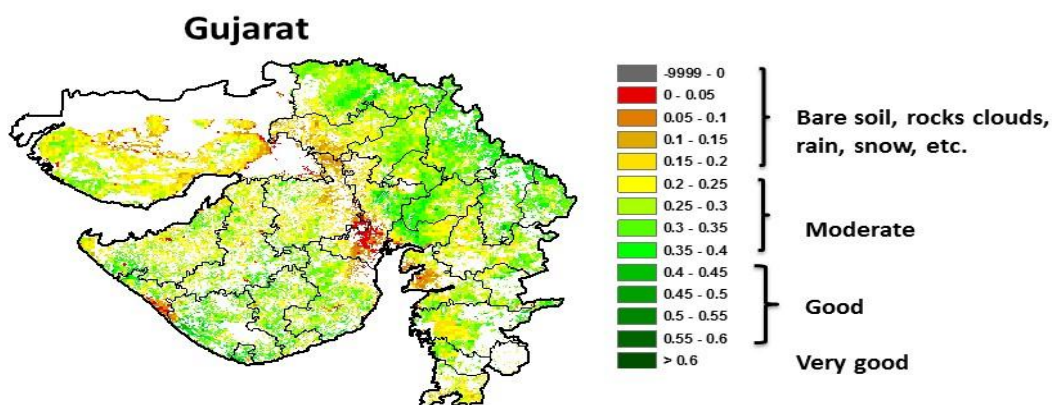 Gujarat
-9999 - 0
0 - 0.05
0.05 - 0.1
0.1 - 0.15
0.15 - 0.2
0.2 - 0.25
0.25 - 0.3
0.3 - 0.35
0.35 - 0.4
0.4 - 0.45
0.45 - 0.5
0.5 - 0.55
0.55 - 0.6
> 0.6
Bare soil, rocks clouds,
rain, snow, etc.
Moderate
Good
Very good